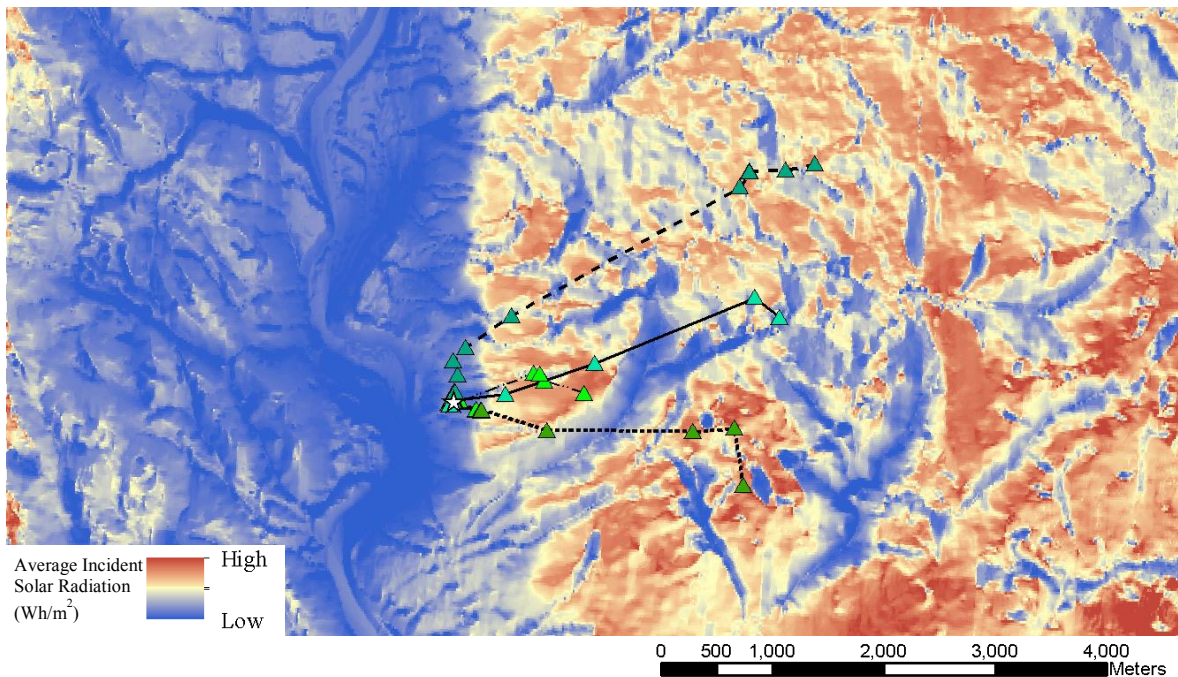 Average Incident
Solar Radiation
(Wh/m²)
High
Low
0 500 1,000 2,000 3,000 4,000
Meters